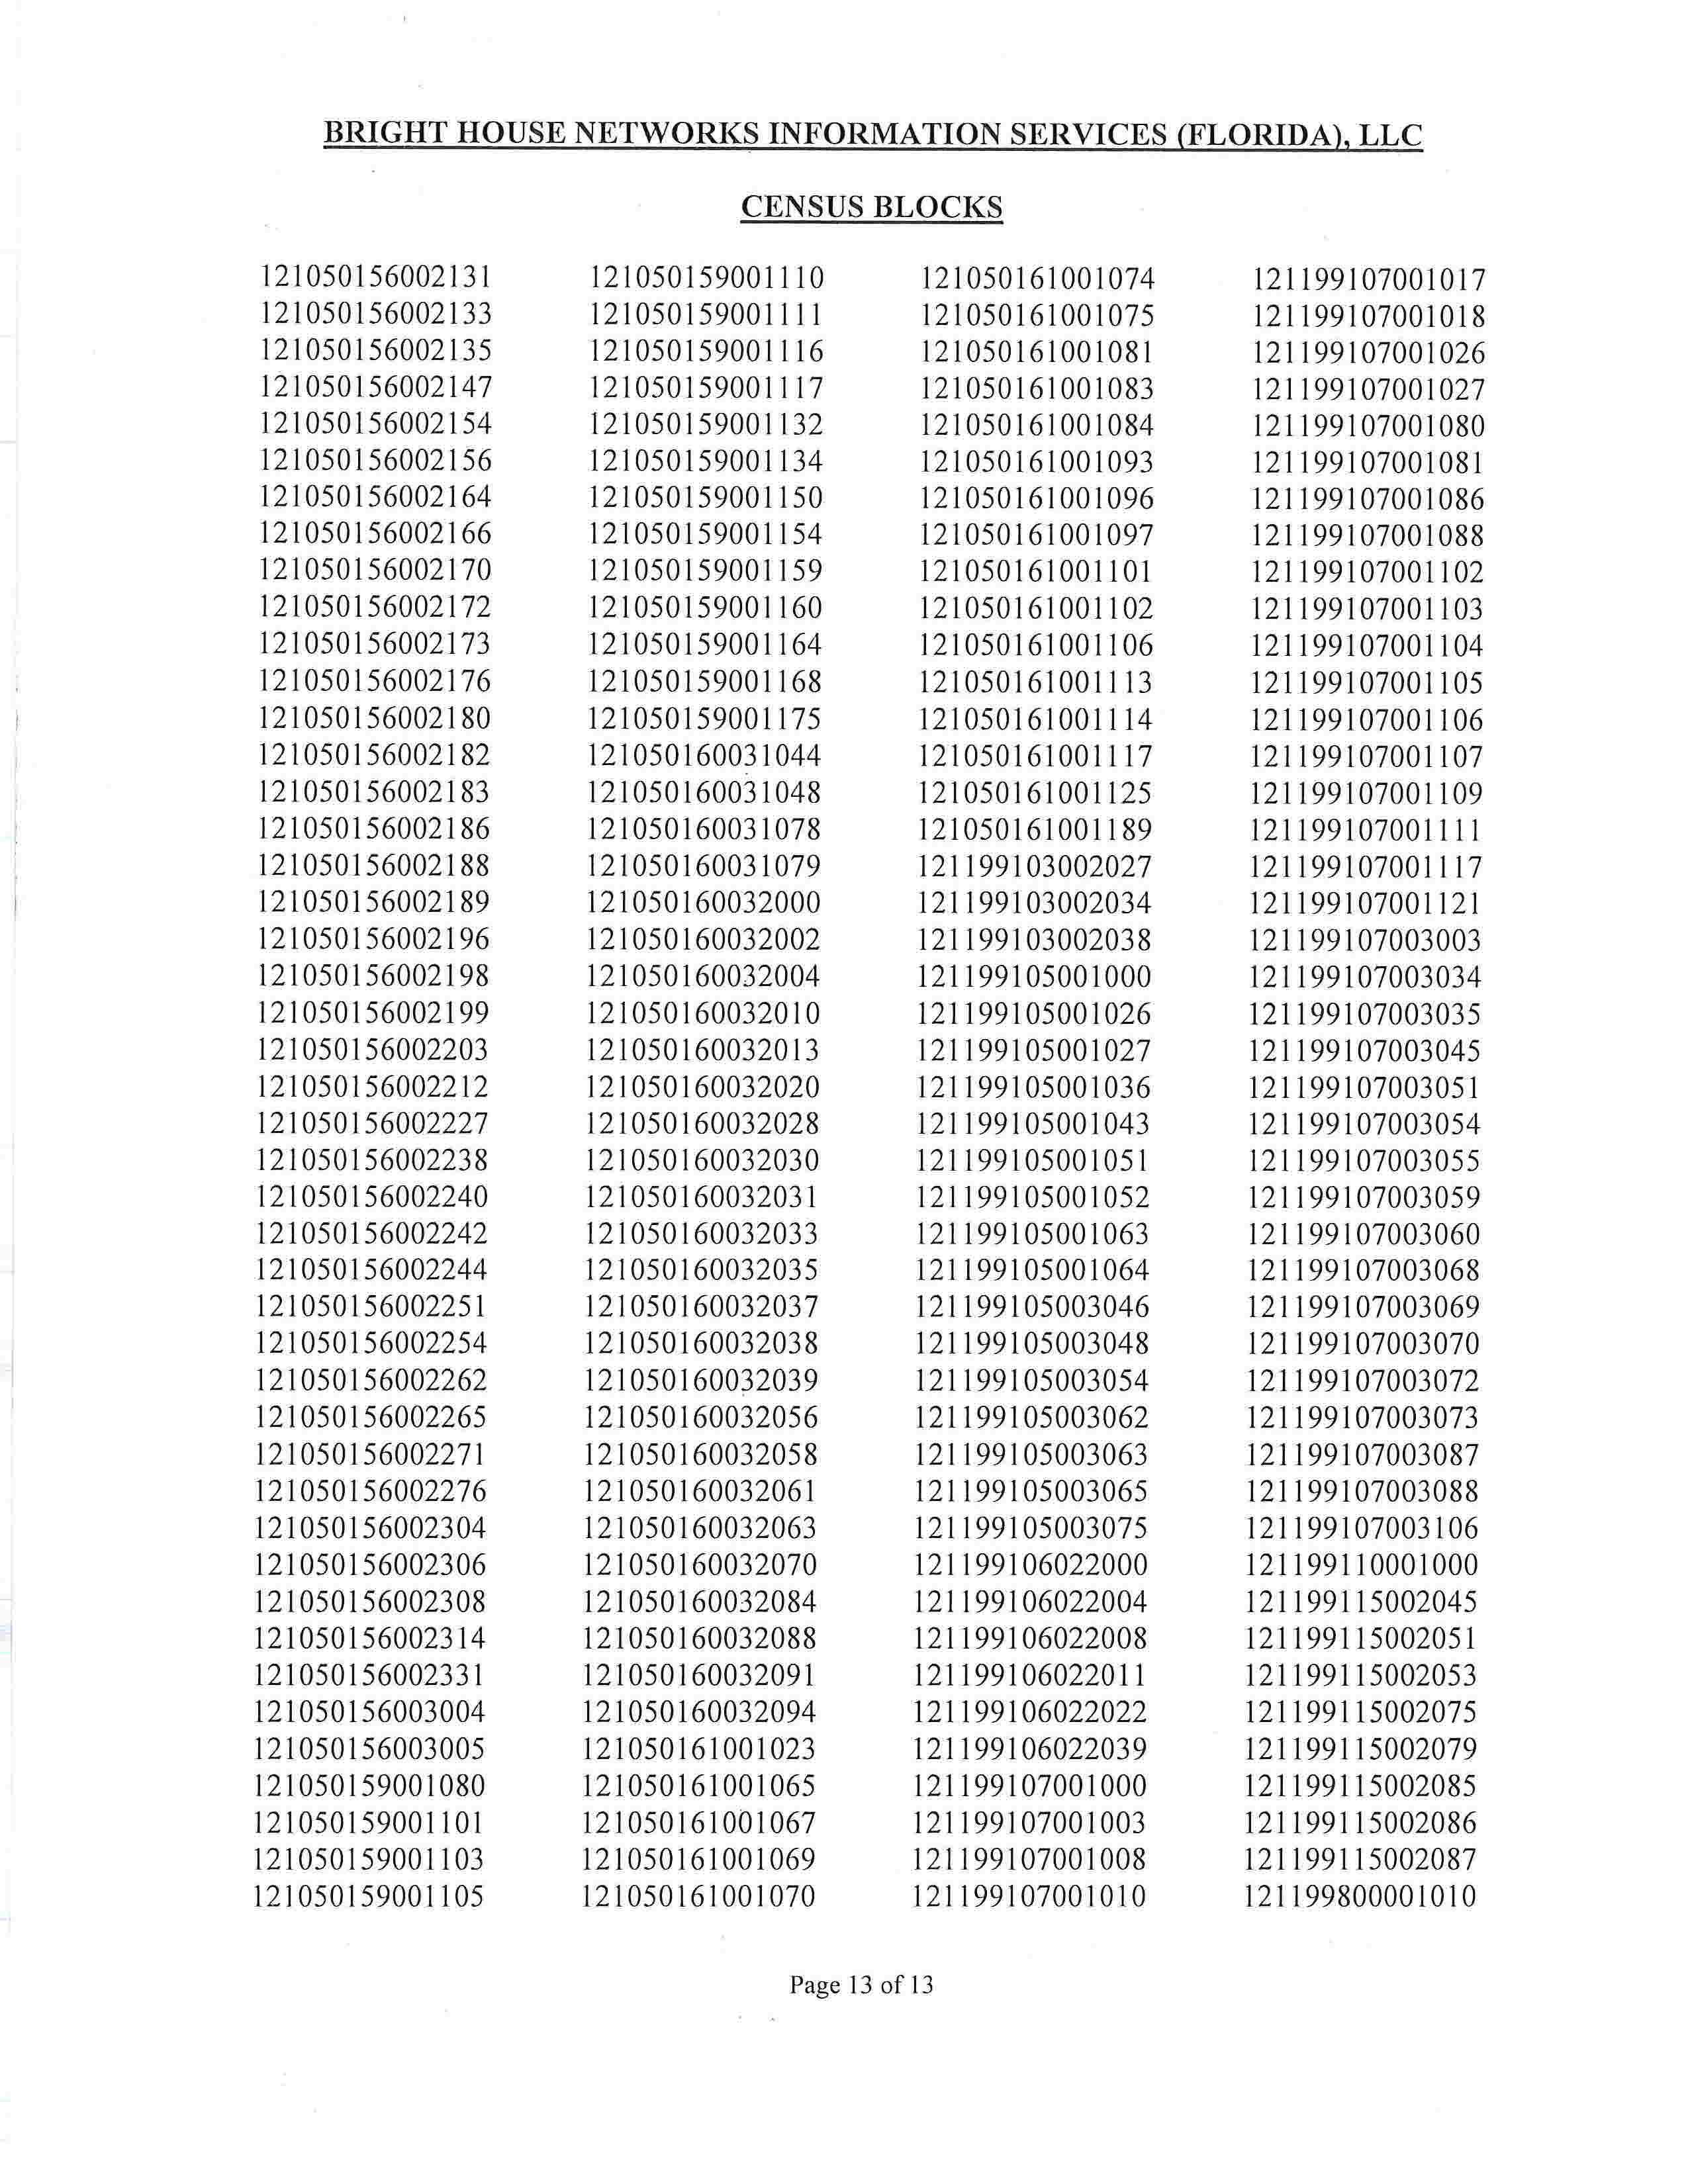 BRIGHT HOUSE NETWORKS INFORMATION SERVICES (FLORIDA), LLC
CENSUS BLOCKS
121050156002131 121050159001110 121050161001074 121199107001017
121050156002133 121050159001111 121050161001075 121199107001018
121050156002135 121050159001116 121050161001081 121199107001026
121050156002147 121050159001117 121050161001083 121199107001027
121050156002154 121050159001132 121050161001084 121199107001080
121050156002156 121050159001134 121050161001093 121199107001081
121050156002164 121050159001150 121050161001096 121199107001086
121050156002166 121050159001154 121050161001097 121199107001088
121050156002170 121050159001159 121050161001101 121199107001102
121050156002172 121050159001160 121050161001102 121199107001103
121050156002173 121050159001164 121050161001106 121199107001104
121050156002176 121050159001168 121050161001113 121199107001105
121050156002180 121050159001175 121050161001114 121199107001106
121050156002182 121050160031044 121050161001117 121199107001107
121050156002183 121050160031048 121050161001125 121199107001109
121050156002186 121050160031078 121050161001189 121199107001111
121050156002188 121050160031079 121199103002027 121199107001117
121050156002189 121050160032000 121199103002034 121199107001121
121050156002196 121050160032002 121199103002038 121199107003003
121050156002198 121050160032004 121199105001000 121199107003034
121050156002199 121050160032010 121199105001026 121199107003035
121050156002203 121050160032013 121199105001027 121199107003045
121050156002212 121050160032020 121199105001036 121199107003051
121050156002227 121050160032028 121199105001043 121199107003054
121050156002238 121050160032030 121199105001051 121199107003055
121050156002240 121050160032031 121199105001052 121199107003059
121050156002242 121050160032033 121199105001063 121199107003060
121050156002244 121050160032035 121199105001064 121199107003068
121050156002251 121050160032037 121199105003046 121199107003069
121050156002254 121050160032038 121199105003048 121199107003070
121050156002262 121050160032039 121199105003054 121199107003072
121050156002265 121050160032056 121199105003062 121199107003073
121050156002271 121050160032058 121199105003063 121199107003087
121050156002276 121050160032061 121199105003065 121199107003088
121050156002304 121050160032063 121199105003075 121199107003106
121050156002306 121050160032070 121199106022000 121199110001000
121050156002308 121050160032084 121199106022004 121199115002045
121050156002314 121050160032088 121199106022008 121199115002051
121050156002331 121050160032091 121199106022011 121199115002053
121050156003004 121050160032094 121199106022022 121199115002075
121050156003005 121050161001023 121199106022039 121199115002079
121050159001080 121050161001065 121199107001000 121199115002085
121050159001101 121050161001067 121199107001003 121199115002086
121050159001103 121050161001069 121199107001008 121199115002087
121050159001105 121050161001070 121199107001010 121199800001010
Page 13 of 13